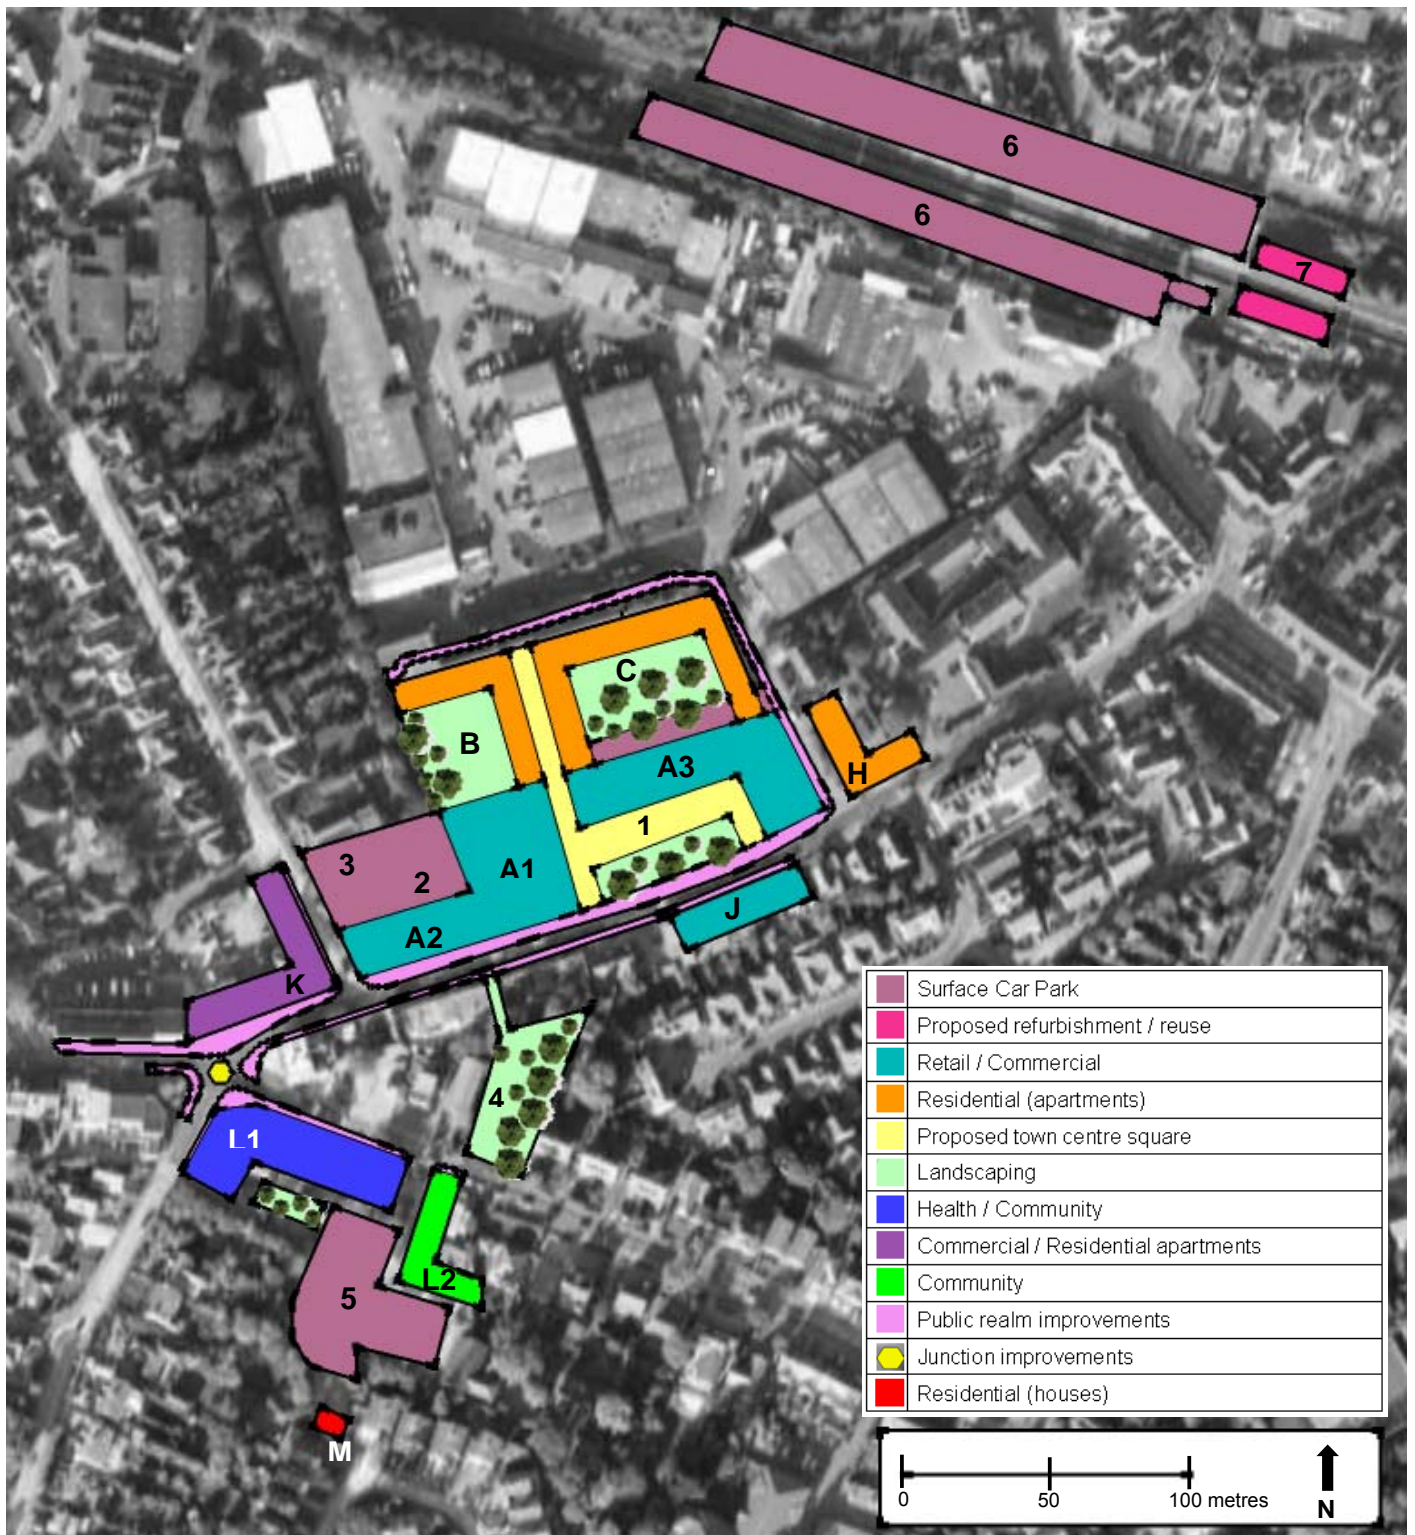 6
6
7
C
B
H
A3
1
3
2
A1
J
A2
K
4
L1
L2
5
M
Surface Car Park
Proposed refurbishment / reuse
Retail / Commercial
Residential (apartments)
Proposed town centre square
Landscaping
Health / Community
Commercial / Residential apartments
Community
Public realm improvements
Junction improvements
Residential (houses)
0 50 100 metres
N